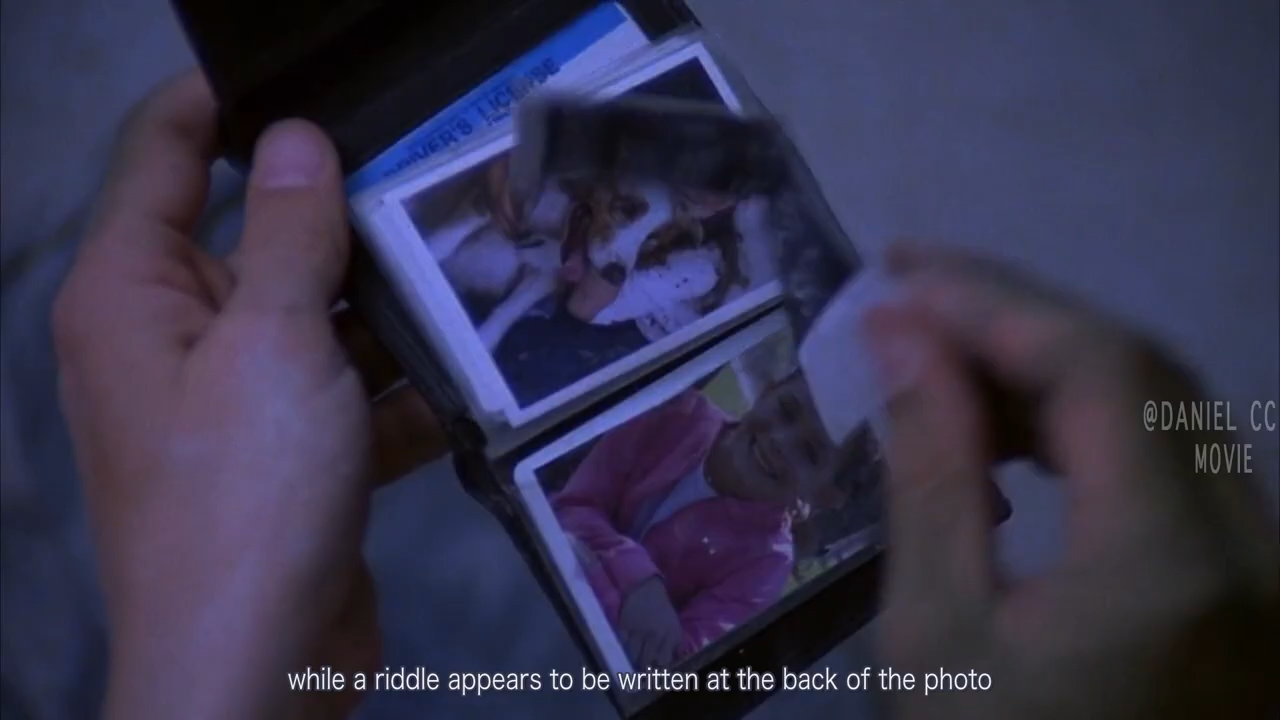 DRIVER'S LICENSE
@DANIEL CC
MOVIE
while a riddle appears to be written at the back of the photo